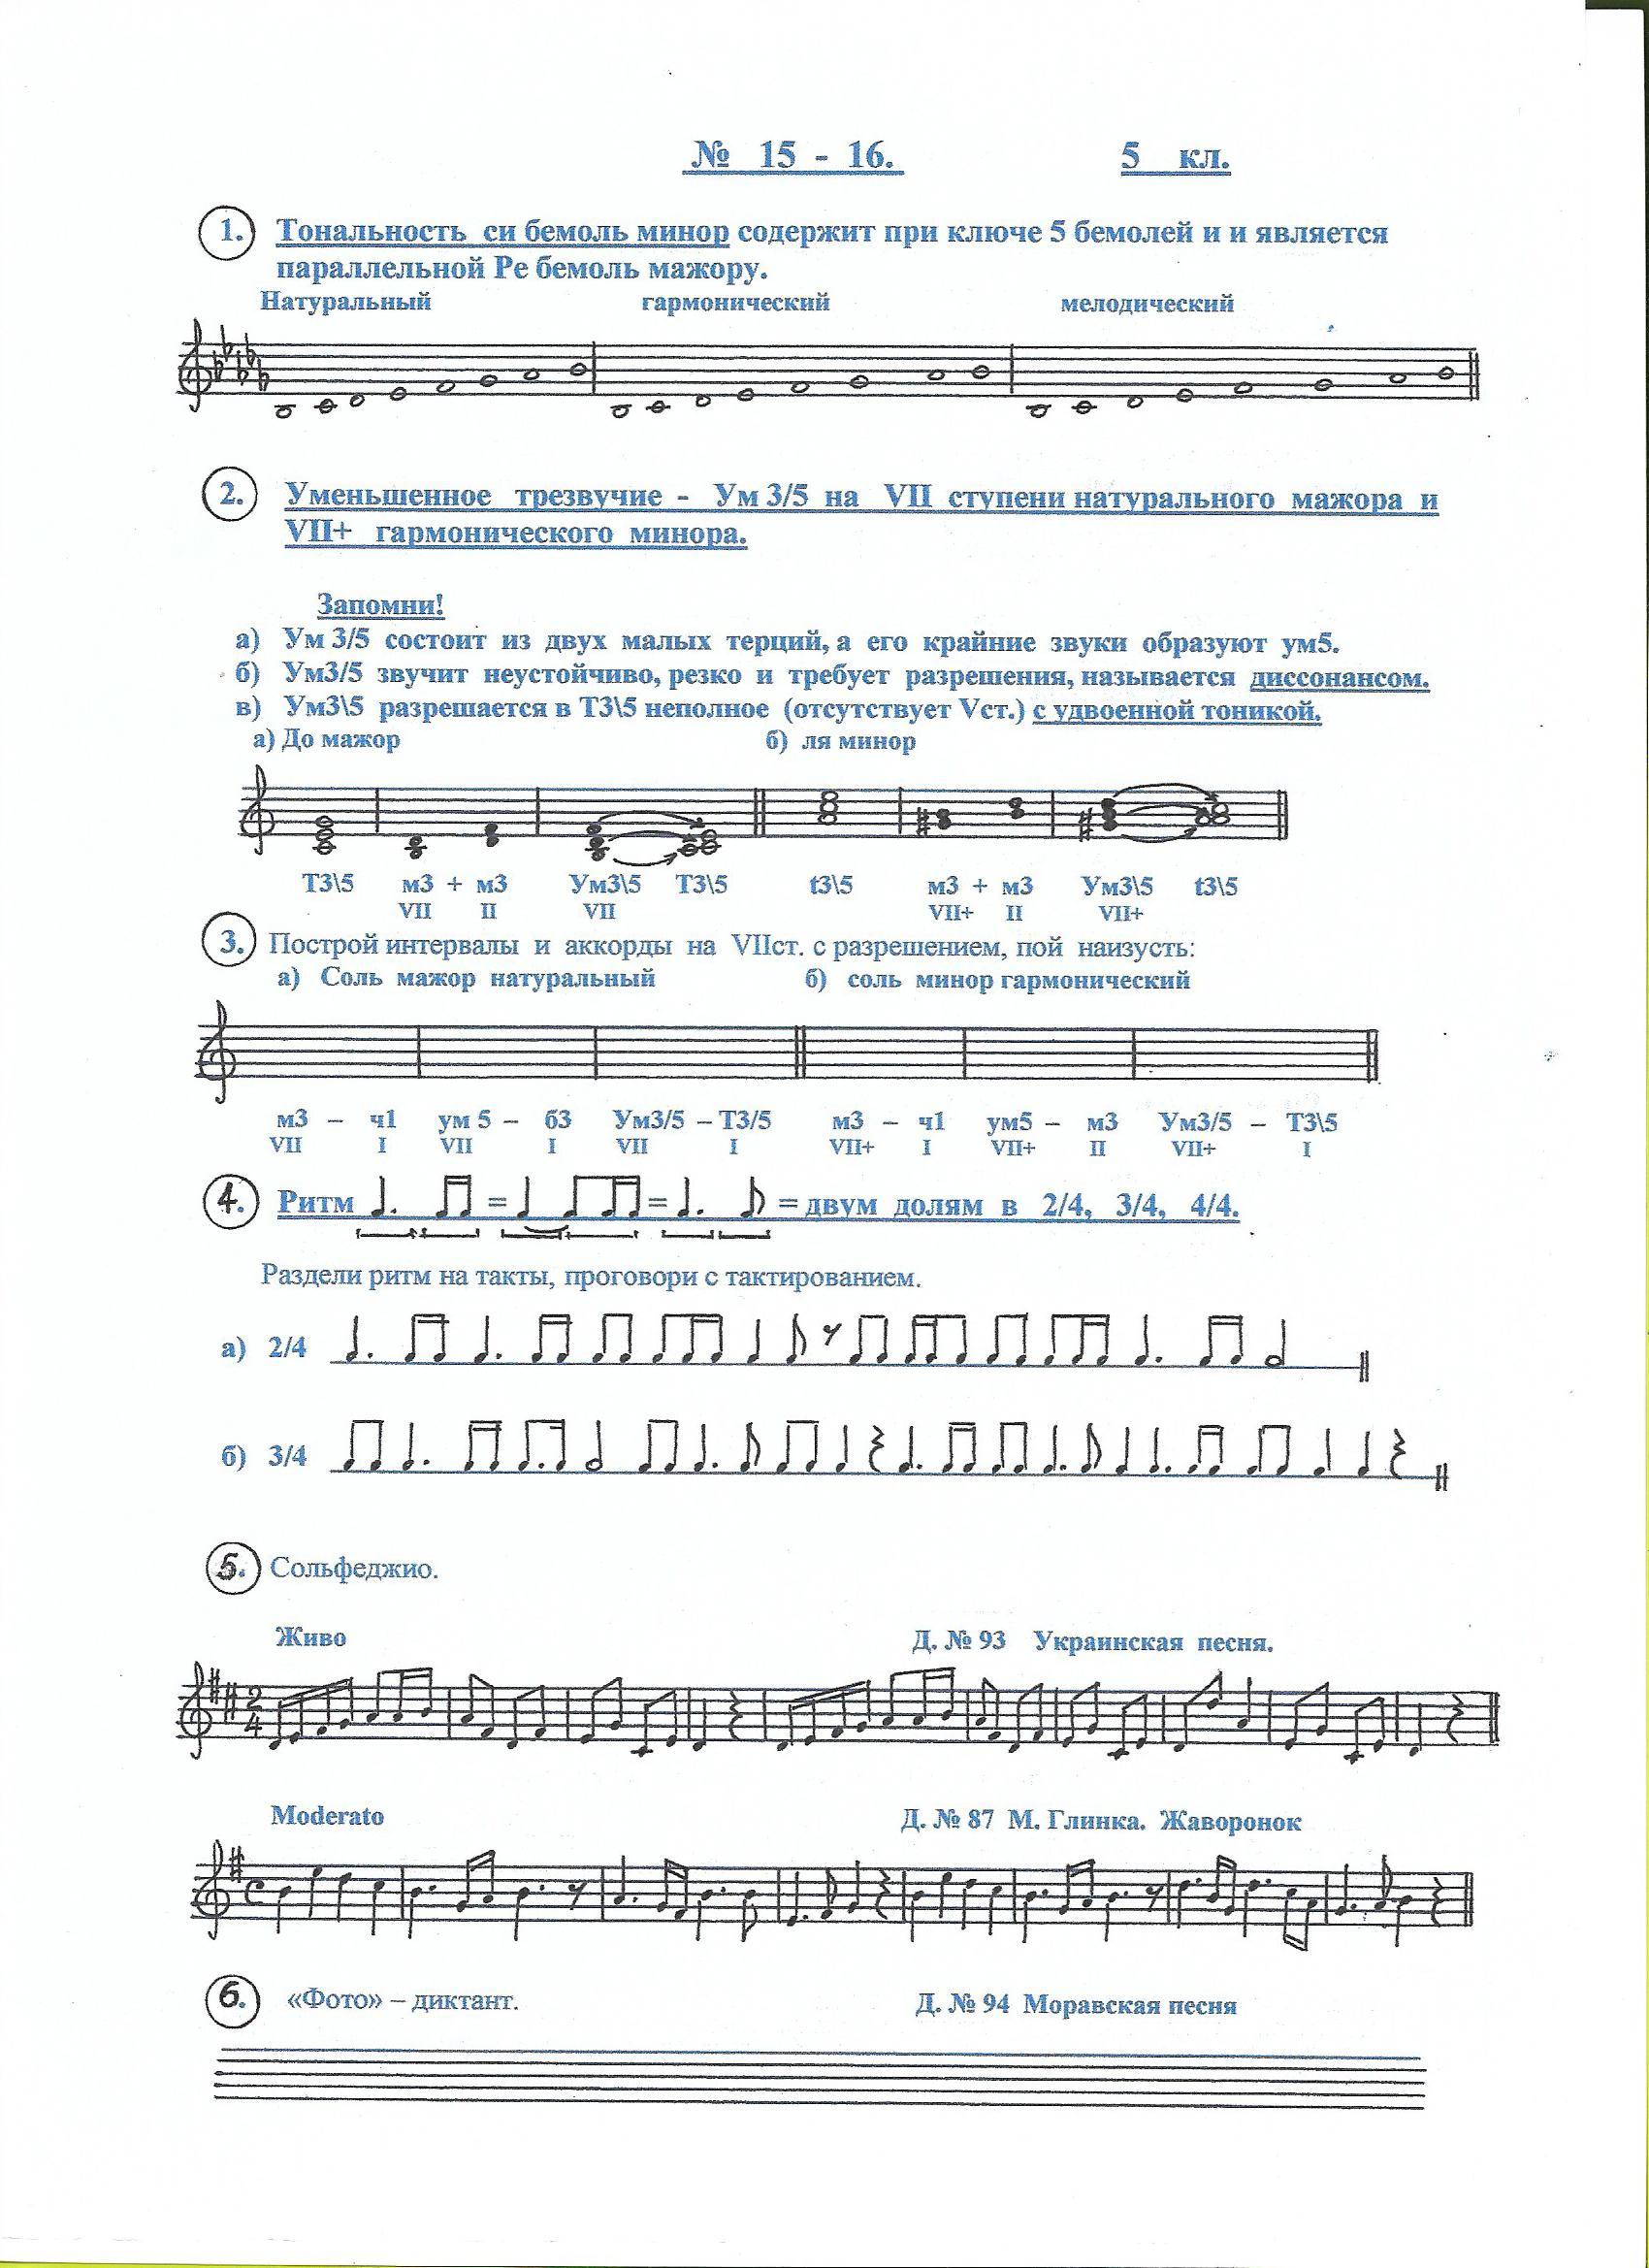 № 15 - 16. 5 кл.
1. Тональность си бемоль минор содержит при ключе 5 бемолей и и является
параллельной Ре бемоль мажору.
Натуральный гармонический мелодический
2. Уменьшенное трезвучие - Ум 3/5 на VII ступени натурального мажора и
VII+ гармонического минора.
Запомни!
а) Ум 3/5 состоит из двух малых терций, а его крайние звуки образуют ум5.
б) Ум3/5 звучит неустойчиво, резко и требует разрешения, называется диссонансом.
в) Ум3\5 разрешается в Т3\5 неполное (отсутствует Vст.) с удвоенной тоникой.
а) До мажор б) ля минор
Т3\5 м3 + м3 Ум3\5 Т3\5 t3\5 м3 + м3 Ум3\5 t3\5
VII II VII VII+ II VII+
3. Построй интервалы и аккорды на VIIст. с разрешением, пой наизусть:
а) Соль мажор натуральный б) соль минор гармонический
м3 – ч1 ум 5 – б3 Ум3/5 – Т3/5 м3 – ч1 ум5 – м3 Ум3/5 – Т3\5
VII I VII I VII I VII+ I VII+ II VII+ I
4. Ритм = = = двум долям в 2/4, 3/4, 4/4.
Раздели ритм на такты, проговори с тактированием.
а) 2/4
б) 3/4
5. Сольфеджио.
Живо Д. № 93 Украинская песня.
2
4
Moderato Д. № 87 М. Глинка. Жаворонок
6. «Фото» – диктант. Д. № 94 Моравская песня